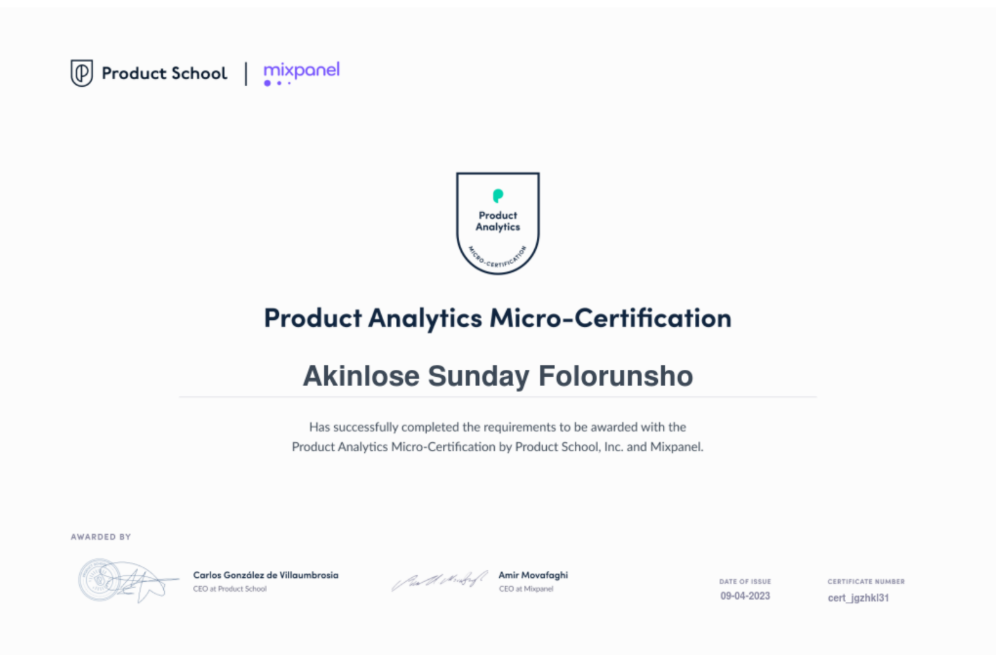 Product School | mixpanel
Product
Analytics
MICRO-CERTIFICATION
Product Analytics Micro-Certification
Akinlose Sunday Folorunsho
Has successfully completed the requirements to be awarded with the
Product Analytics Micro-Certification by Product School, Inc. and Mixpanel.
AWARDED BY
Carlos González de Villaumbrosia
CEO at Product School
Amir Movafaghi
CEO at Mixpanel
DATE OF ISSUE
09-04-2023
CERTIFICATE NUMBER
cert_jgzhkl31